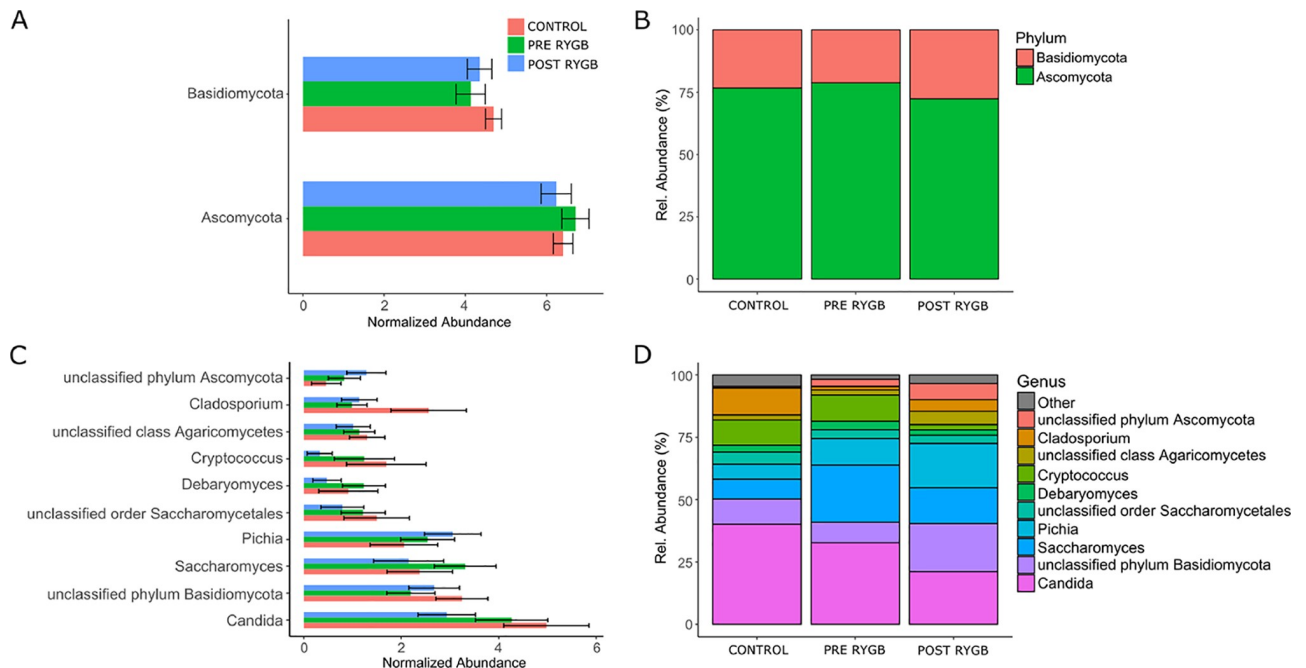 A
CONTROL
PRE RYGB
POST RYGB
Basidiomycota
Ascomycota
0 2 4 6
Normalized Abundance
B
Rel. Abundance (%)
100
75
50
25
0
CONTROL PRE RYGB POST RYGB
Phylum
Basidiomycota
Ascomycota
C
unclassified phylum Ascomycota
Cladosporium
unclassified class Agaricomycetes
Cryptococcus
Debaryomyces
unclassified order Saccharomycetales
Pichia
Saccharomyces
unclassified phylum Basidiomycota
Candida
0 2 4 6
Normalized Abundance
D
Rel. Abundance (%)
100
75
50
25
0
CONTROL PRE RYGB POST RYGB
Genus
Other
unclassified phylum Ascomycota
Cladosporium
unclassified class Agaricomycetes
Cryptococcus
Debaryomyces
unclassified order Saccharomycetales
Pichia
Saccharomyces
unclassified phylum Basidiomycota
Candida